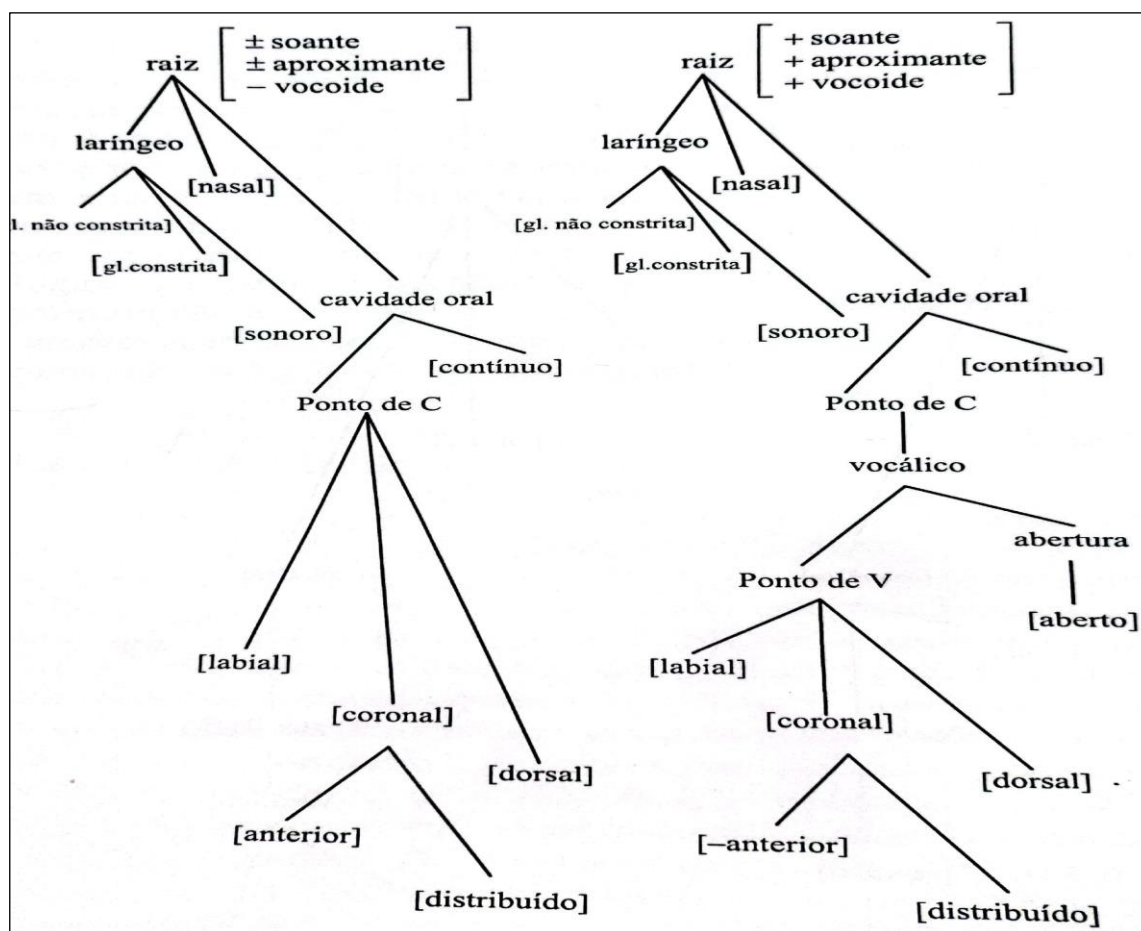 raiz
± soante
± aproximante
− vocoide
laríngeo
[nasal]
l. não constrita]
[gl.constrita]
[sonoro]
cavidade oral
[contínuo]
Ponto de C
[labial]
[coronal]
[dorsal]
[anterior]
[distribuído]
raiz
+ soante
+ aproximante
+ vocoide
laríngeo
[nasal]
[gl. não constrita]
[gl.constrita]
[sonoro]
cavidade oral
[contínuo]
Ponto de C
vocálico
abertura
[aberto]
Ponto de V
[labial]
[coronal]
[dorsal]
[−anterior]
[distribuído]